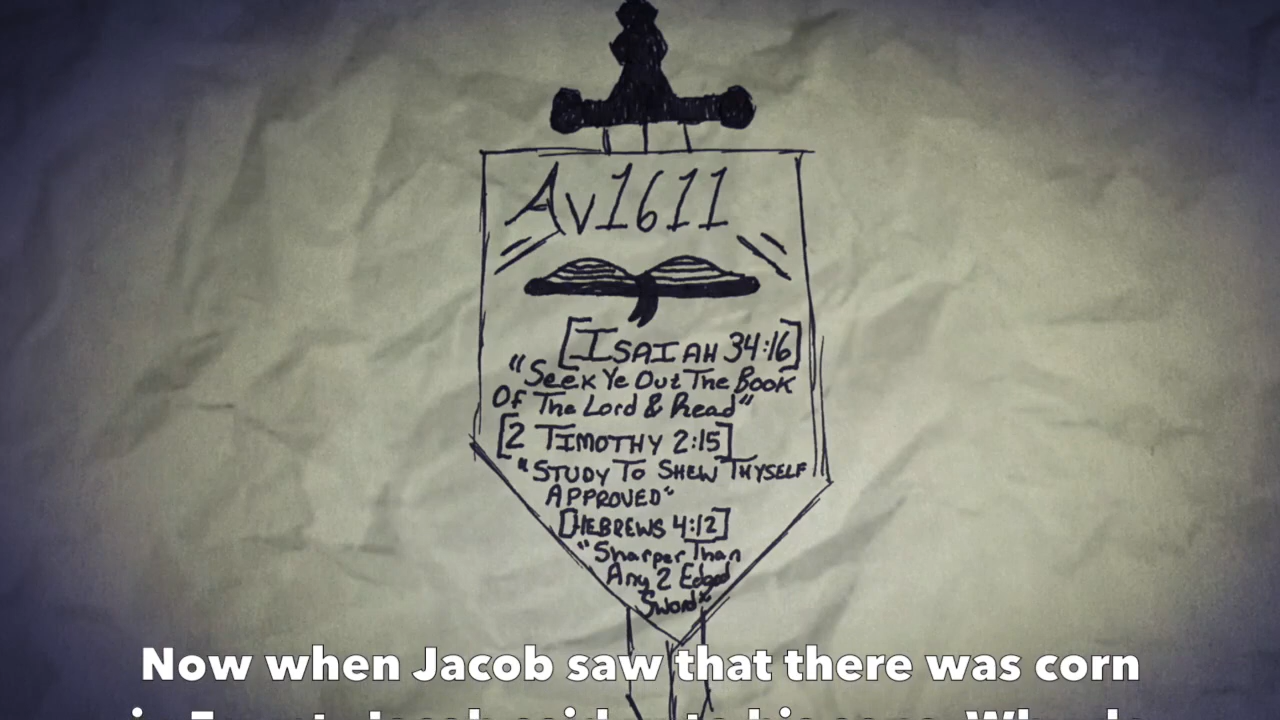 Av1611
[ISAIAH 34:16]
"Seek Ye Out The Book
Of The Lord & Read"
[2 TIMOTHY 2:15]
"STUDY TO SHEW THYSELF
APPROVED"
[HEBREWS 4:12]
"Sharper Than
Any 2 Edged
Sword"
Now when Jacob saw that there was corn